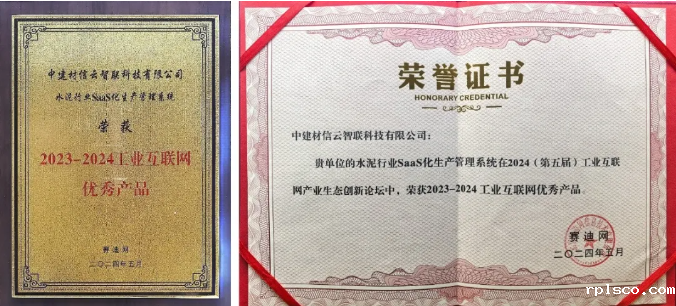 中建材信云智联科技有限公司
水泥行业SaaS化生产管理系统
荣获
2023-2024工业互联网
优秀产品
赛迪网
二〇二四年五月
荣誉证书
HONORARY CREDENTIAL
中建材信云智联科技有限公司：
贵单位的水泥行业SaaS化生产管理系统在2024（第五届）工业互联
网产业生态创新论坛中，荣获2023-2024工业互联网优秀产品。
赛迪网
二〇二四年五月
rplsco.com